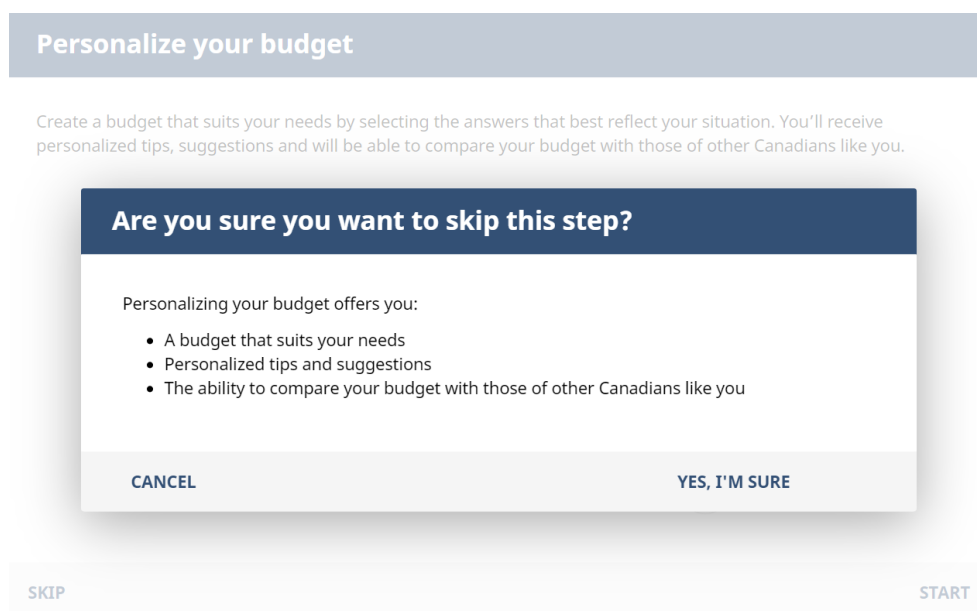 Personalize your budget
Create a budget that suits your needs by selecting the answers that best reflect your situation. You’ll receive
personalized tips, suggestions and will be able to compare your budget with those of other Canadians like you.
Are you sure you want to skip this step?
Personalizing your budget offers you:
• A budget that suits your needs
• Personalized tips and suggestions
• The ability to compare your budget with those of other Canadians like you
CANCEL YES, I'M SURE
SKIP START